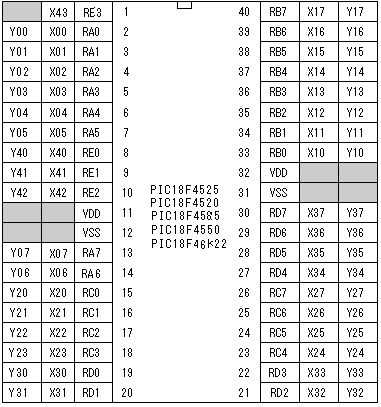 X43 RE3 1 40 RB7 X17 Y17
Y00 X00 RA0 2 39 RB6 X16 Y16
Y01 X01 RA1 3 38 RB5 X15 Y15
Y02 X02 RA2 4 37 RB4 X14 Y14
Y03 X03 RA3 5 36 RB3 X13 Y13
Y04 X04 RA4 6 35 RB2 X12 Y12
Y05 X05 RA5 7 34 RB1 X11 Y11
Y40 X40 RE0 8 33 RB0 X10 Y10
Y41 X41 RE1 9 32 VDD
Y42 X42 RE2 10 PIC18F4525 31 VSS
PIC18F4520
VDD 11 PIC18F4585 30 RD7 X37 Y37
VSS 12 PIC18F4550 29 RD6 X36 Y36
PIC18F46k22
Y07 X07 RA7 13 28 RD5 X35 Y35
Y06 X06 RA6 14 27 RD4 X34 Y34
Y20 X20 RC0 15 26 RC7 X27 Y27
Y21 X21 RC1 16 25 RC6 X26 Y26
Y22 X22 RC2 17 24 RC5 X25 Y25
Y23 X23 RC3 18 23 RC4 X24 Y24
Y30 X30 RD0 19 22 RD3 X33 Y33
Y31 X31 RD1 20 21 RD2 X32 Y32